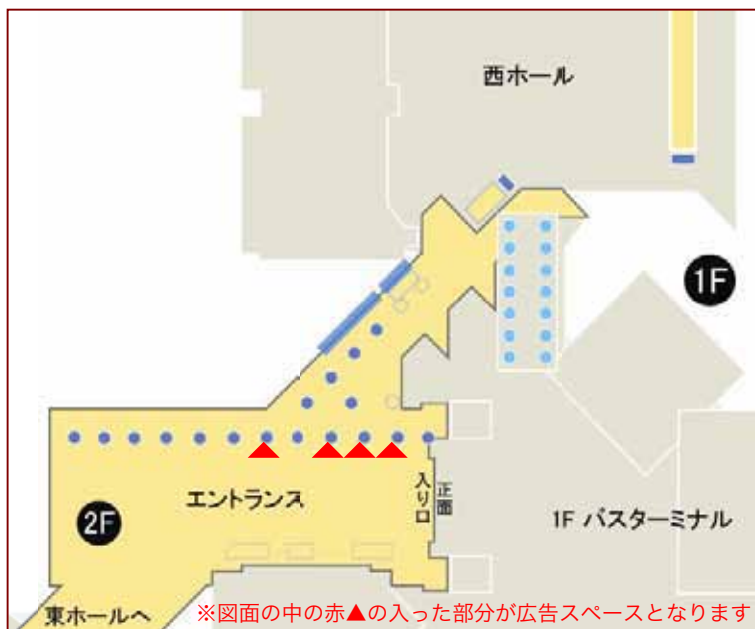 西ホール
1F
入り口
正面
エントランス
2F
1F バスターミナル
東ホールへ
※図面の中の赤▲の入った部分が広告スペースとなります